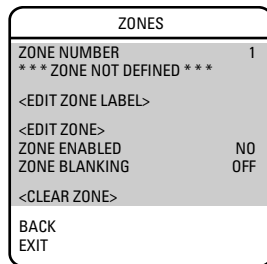 ZONES
ZONE NUMBER 1
* * * ZONE NOT DEFINED * * *
<EDIT ZONE LABEL>
<EDIT ZONE>
ZONE ENABLED NO
ZONE BLANKING OFF
<CLEAR ZONE>
BACK
EXIT